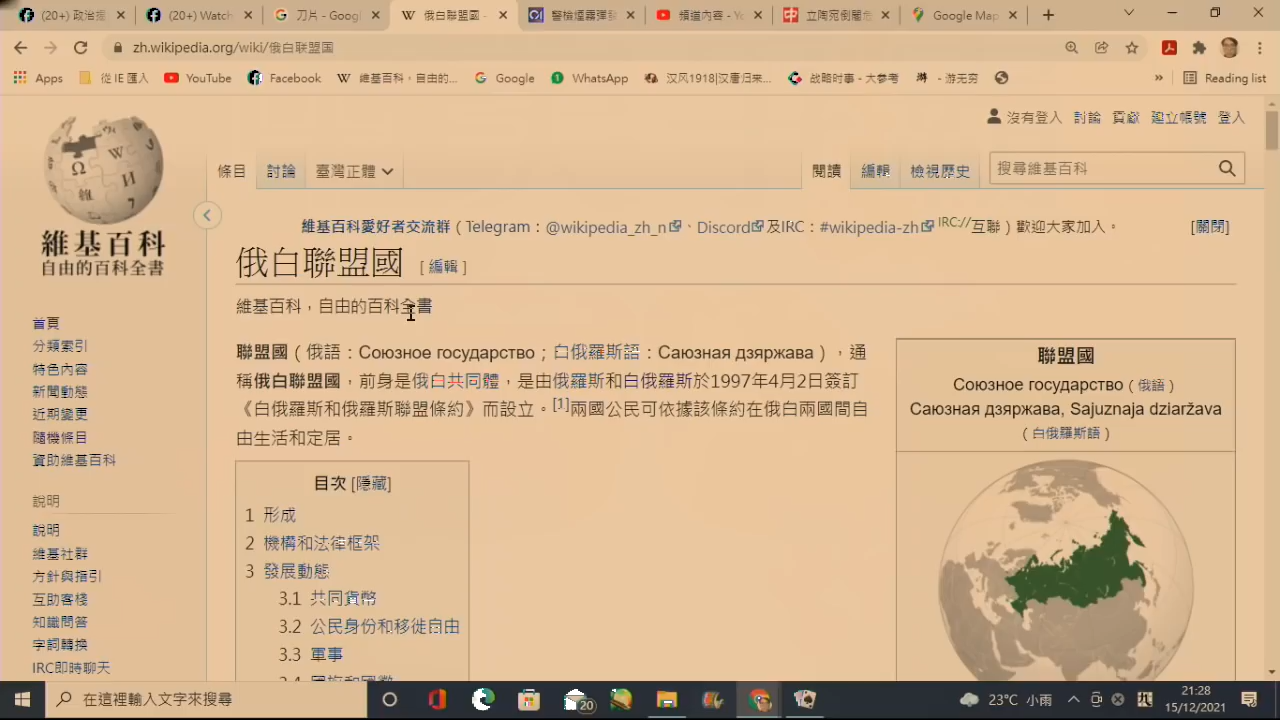 (20+) 政治
(20+) Watch
刀片 - Goog
俄白聯盟國 -
警檢爐霧彈
頻道內容 - Yo
立陶宛倒閣危
Google Map
zh.wikipedia.org/wiki/俄白联盟国
Apps
從 IE 匯入
YouTube
Facebook
維基百科，自由的...
Google
WhatsApp
汉风1918|汉唐归来...
战略时事 - 大参考
- 游无穷
»
Reading list
沒有登入 討論 貢獻 建立帳號 登入
維基百科
自由的百科全書
條目 討論 臺灣正體
閱讀 編輯 檢視歷史
搜尋維基百科
維基百科愛好者交流群（Telegram：@wikipedia_zh_n、Discord及IRC：#wikipedia-zh IRC://互聯）歡迎大家加入。
[關閉]
俄白聯盟國 [ 編輯 ]
維基百科，自由的百科全書
聯盟國（俄語：Союзное государство；白俄羅斯語：Саюзная дзяржава），通
稱俄白聯盟國，前身是俄白共同體，是由俄羅斯和白俄羅斯於1997年4月2日簽訂
《白俄羅斯和俄羅斯聯盟條約》而設立。[1]兩國公民可依據該條約在俄白兩國間自
由生活和定居。
目次 [隱藏]
1 形成
2 機構和法律框架
3 發展動態
3.1 共同貨幣
3.2 公民身份和移徙自由
3.3 軍事
聯盟國
Союзное государство（俄語）
Саюзная дзяржава, Sajuznaja dziaržava
（白俄羅斯語）
首頁
分類索引
特色內容
新聞動態
近期變更
隨機條目
資助維基百科
說明
說明
維基社群
方針與指引
互助客棧
知識問答
字詞轉換
IRC即時聊天
在這裡輸入文字來搜尋
20
23°C 小雨
21:28
15/12/2021